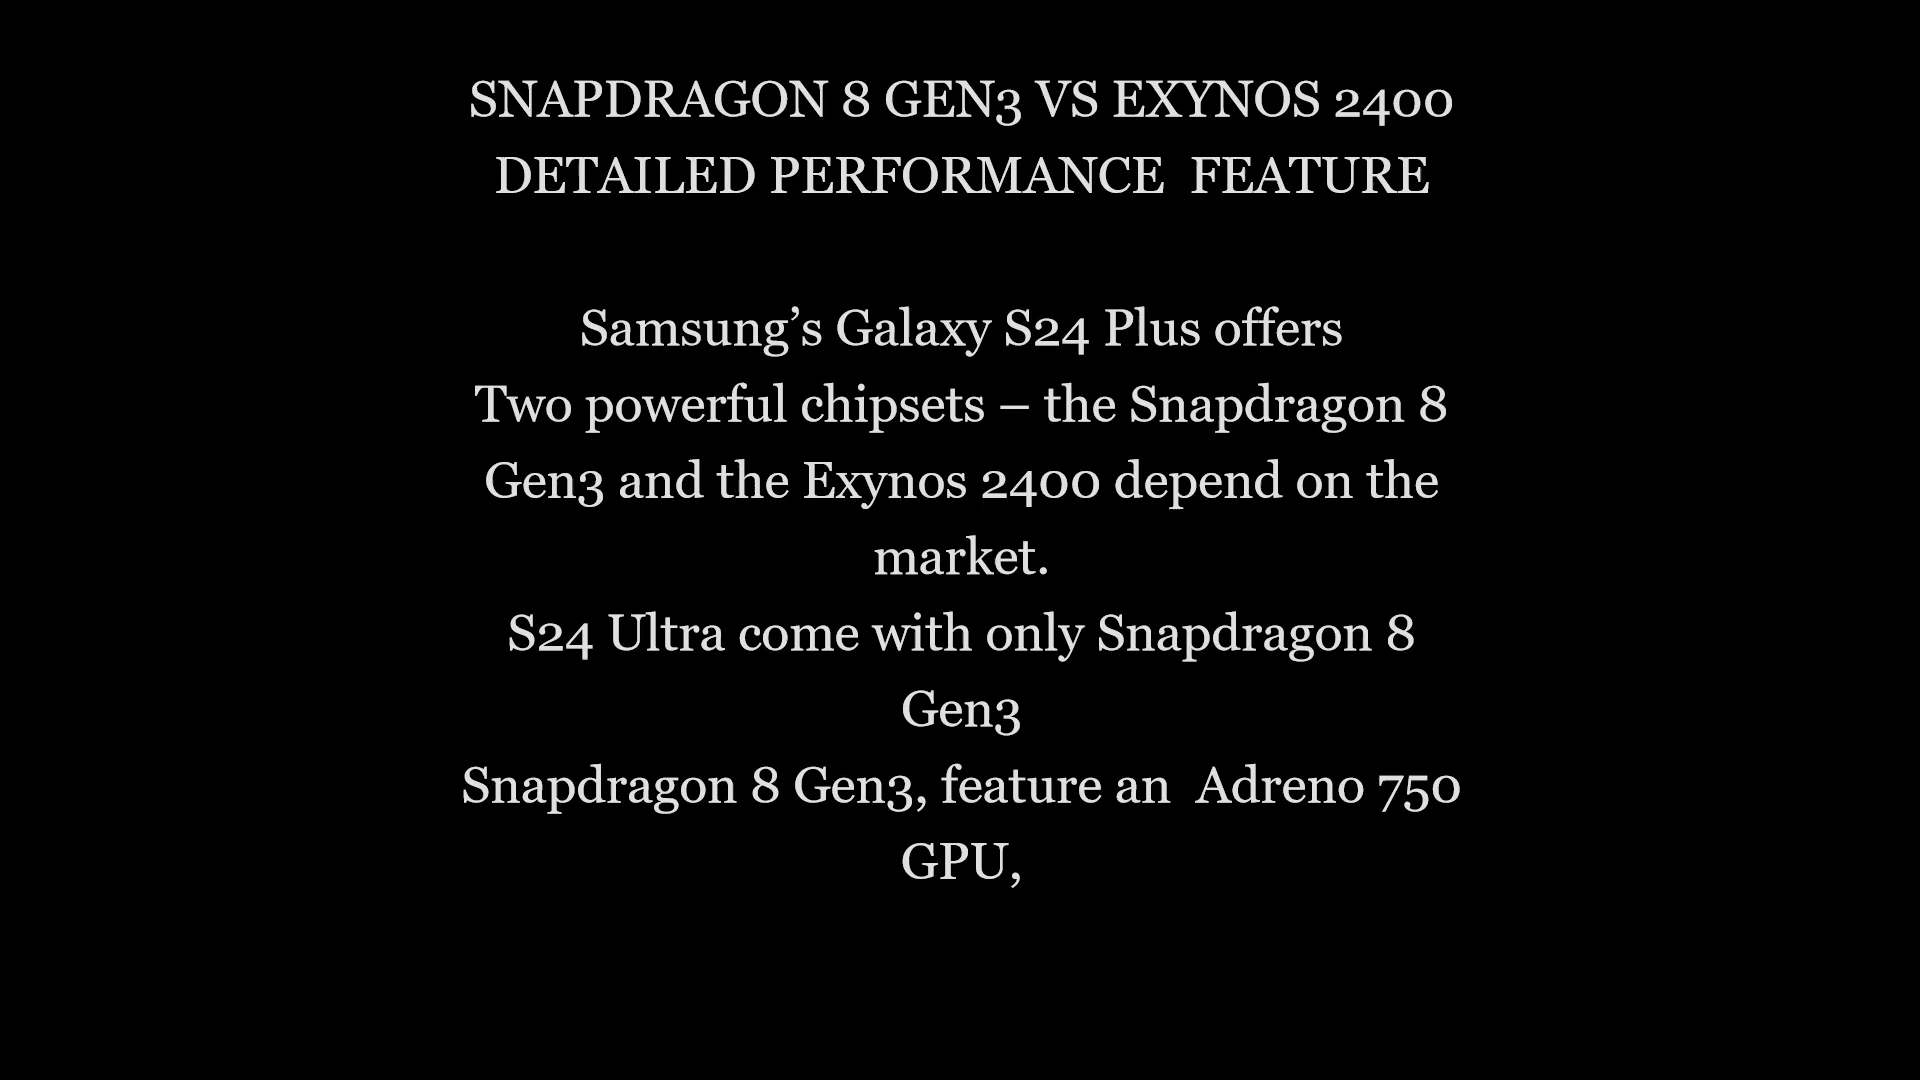 SNAPDRAGON 8 GEN3 VS EXYNOS 2400
DETAILED PERFORMANCE  FEATURE
Samsung’s Galaxy S24 Plus offers
Two powerful chipsets – the Snapdragon 8
Gen3 and the Exynos 2400 depend on the
market.
S24 Ultra come with only Snapdragon 8
Gen3
Snapdragon 8 Gen3, feature an  Adreno 750
GPU,